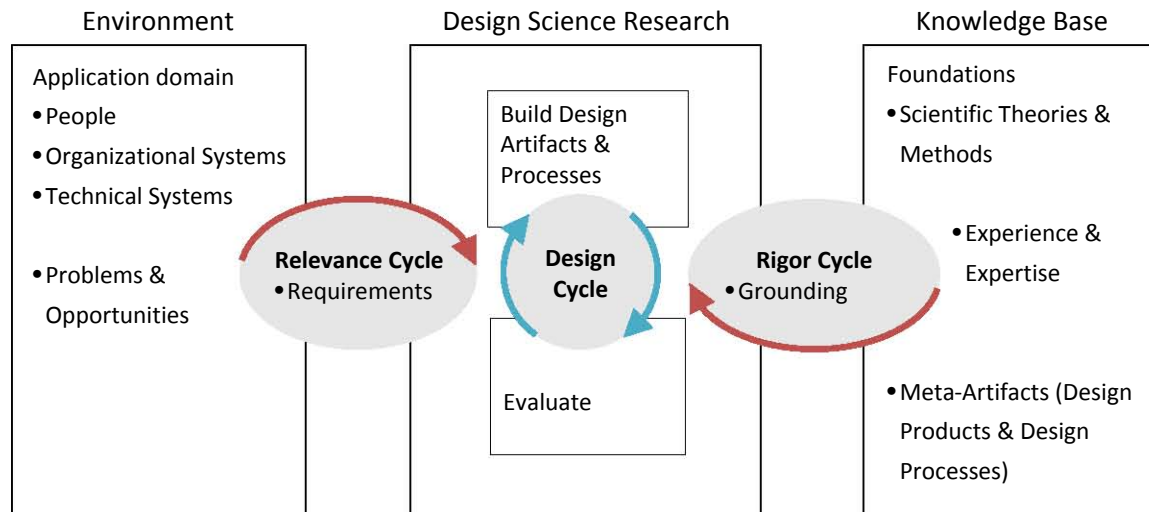 Environment
Design Science Research
Knowledge Base
Application domain
•People
•Organizational Systems
•Technical Systems
•Problems &
Opportunities
Relevance Cycle
•Requirements
Build Design
Artifacts &
Processes
Design
Cycle
Evaluate
Rigor Cycle
•Grounding
Foundations
•Scientific Theories &
Methods
•Experience &
Expertise
•Meta-Artifacts (Design
Products & Design
Processes)